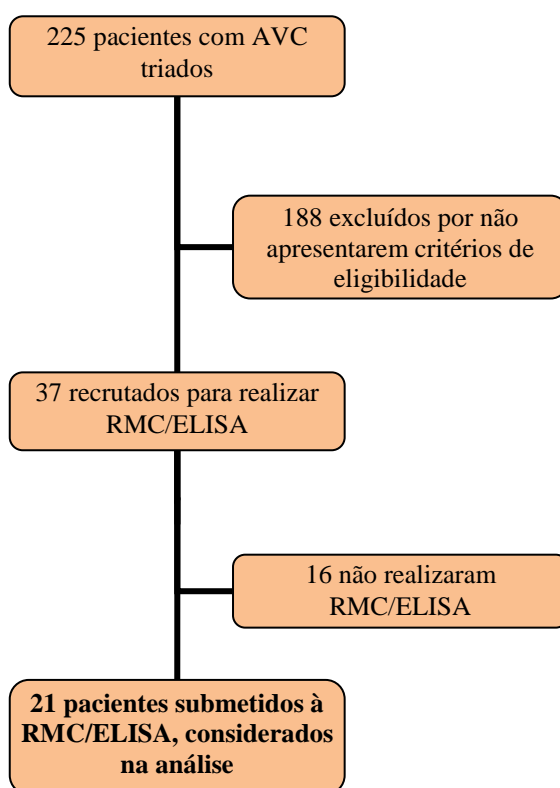 225 pacientes com AVC
triados
188 excluídos por não
apresentarem critérios de
eligibilidade
37 recrutados para realizar
RMC/ELISA
16 não realizaram
RMC/ELISA
21 pacientes submetidos à
RMC/ELISA, considerados
na análise